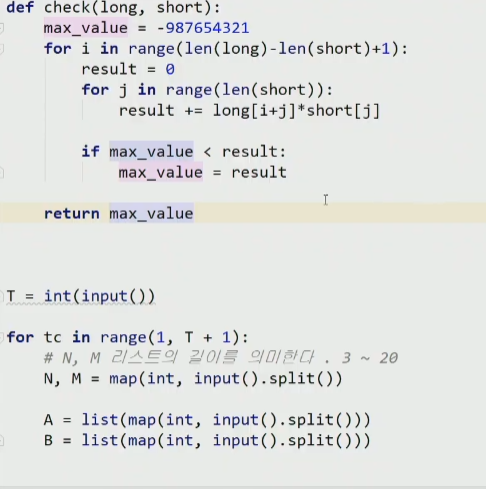 def check(long, short):
    max_value = -987654321
    for i in range(len(long)-len(short)+1):
        result = 0
        for j in range(len(short)):
            result += long[i+j]*short[j]

        if max_value < result:
            max_value = result

    return max_value

T = int(input())

for tc in range(1, T + 1):
    # N, M 리스트의 길이를 의미한다 . 3 ~ 20
    N, M = map(int, input().split())

    A = list(map(int, input().split()))
    B = list(map(int, input().split()))